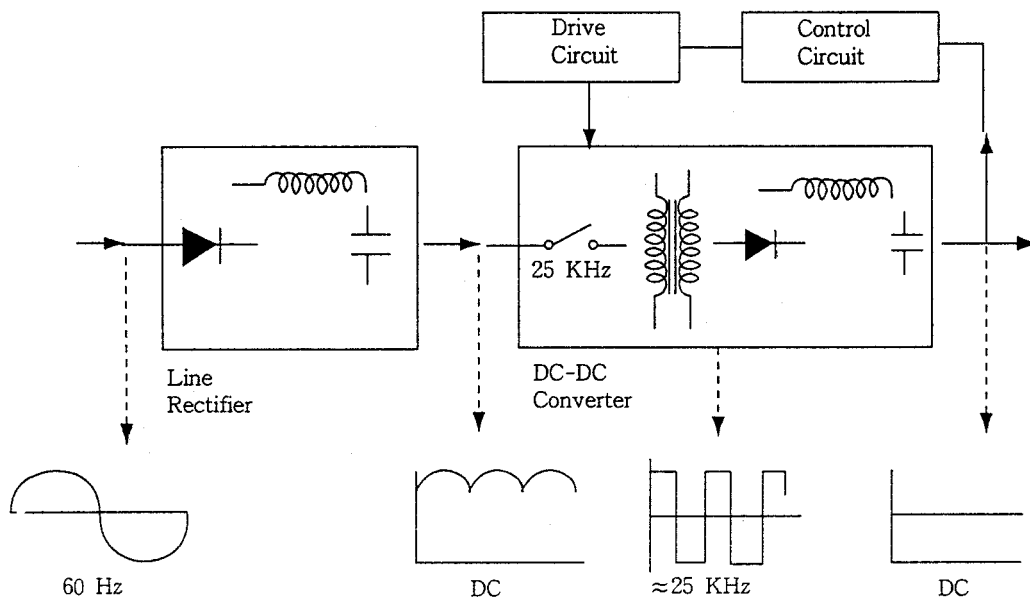 Drive
Circuit
Control
Circuit
25 KHz
Line
Rectifier
DC-DC
Converter
60 Hz
DC
≈25 KHz
DC